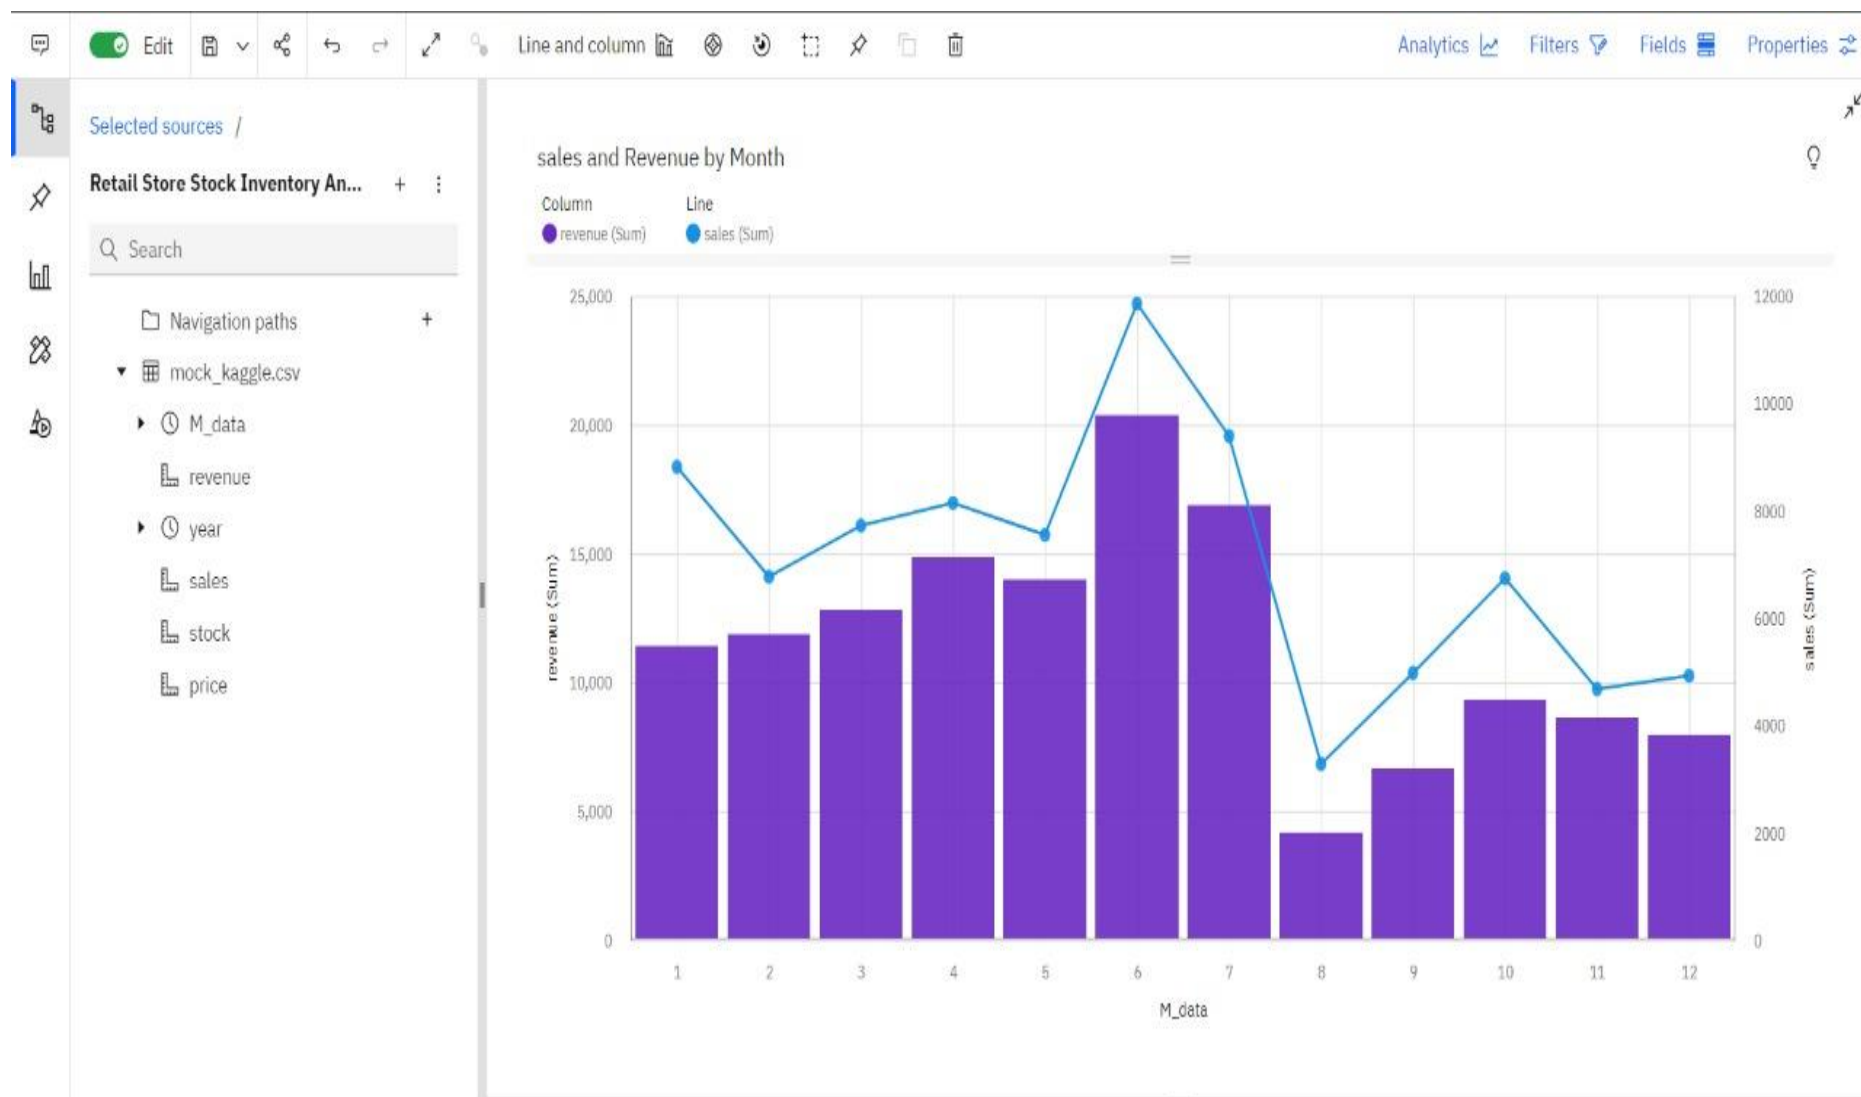 Edit
Line and column
Analytics
Filters
Fields
Properties
Selected sources /
Retail Store Stock Inventory An...
Search
Navigation paths
mock_kaggle.csv
M_data
revenue
year
sales
stock
price
sales and Revenue by Month
Column Line
revenue (Sum) sales (Sum)
25,000
20,000
15,000
10,000
5,000
0
revenue (Sum)
12000
10000
8000
6000
4000
2000
0
sales (Sum)
1 2 3 4 5 6 7 8 9 10 11 12
M_data